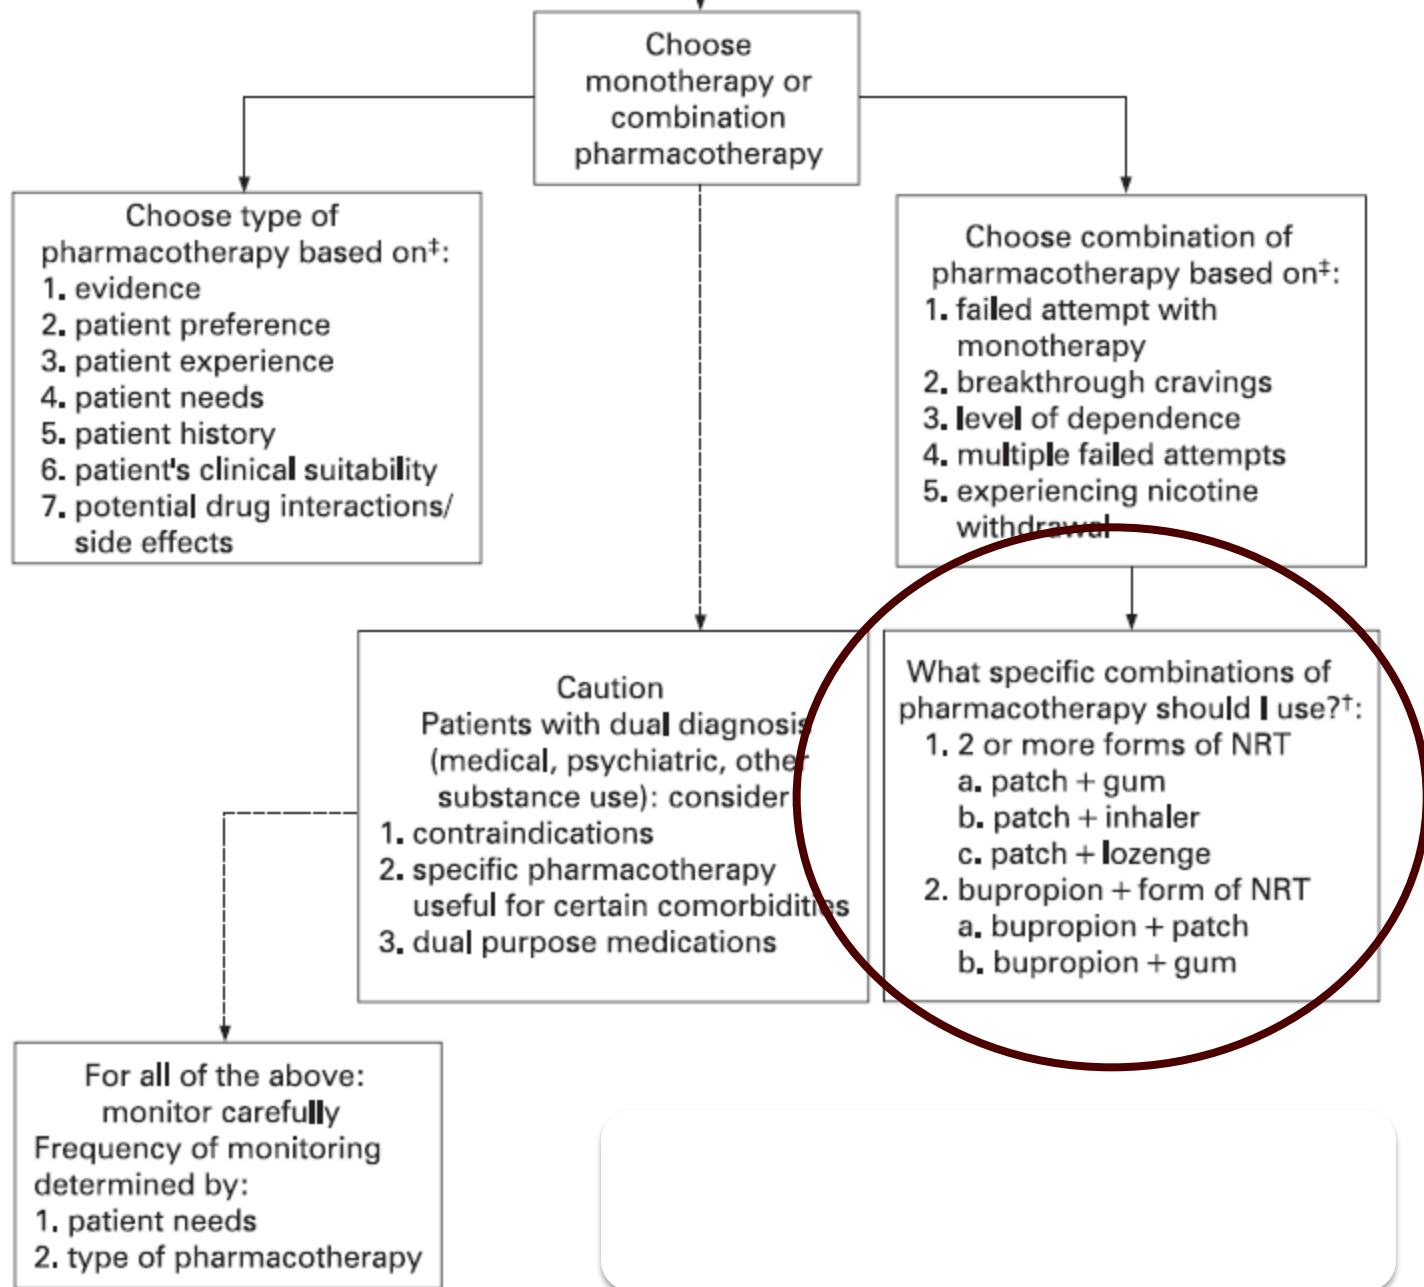 Choose
monotherapy or
combination
pharmacotherapy
Choose type of
pharmacotherapy based on‡:
1. evidence
2. patient preference
3. patient experience
4. patient needs
5. patient history
6. patient's clinical suitability
7. potential drug interactions/
side effects
Choose combination of
pharmacotherapy based on‡:
1. failed attempt with
monotherapy
2. breakthrough cravings
3. level of dependence
4. multiple failed attempts
5. experiencing nicotine
withdrawal
Caution
Patients with dual diagnosis
(medical, psychiatric, other
substance use): consider
1. contraindications
2. specific pharmacotherapy
useful for certain comorbidities
3. dual purpose medications
What specific combinations of
pharmacotherapy should I use?†:
1. 2 or more forms of NRT
a. patch + gum
b. patch + inhaler
c. patch + lozenge
2. bupropion + form of NRT
a. bupropion + patch
b. bupropion + gum
For all of the above:
monitor carefully
Frequency of monitoring
determined by:
1. patient needs
2. type of pharmacotherapy